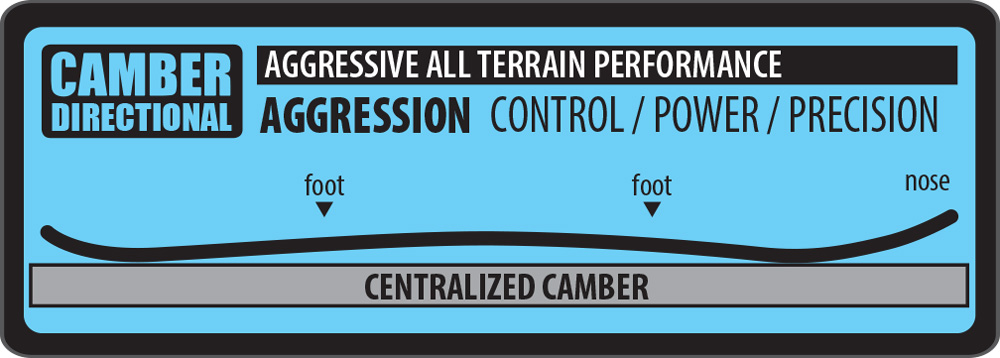 CAMBER
DIRECTIONAL
AGGRESSIVE ALL TERRAIN PERFORMANCE
AGGRESSION CONTROL / POWER / PRECISION
foot foot nose
CENTRALIZED CAMBER